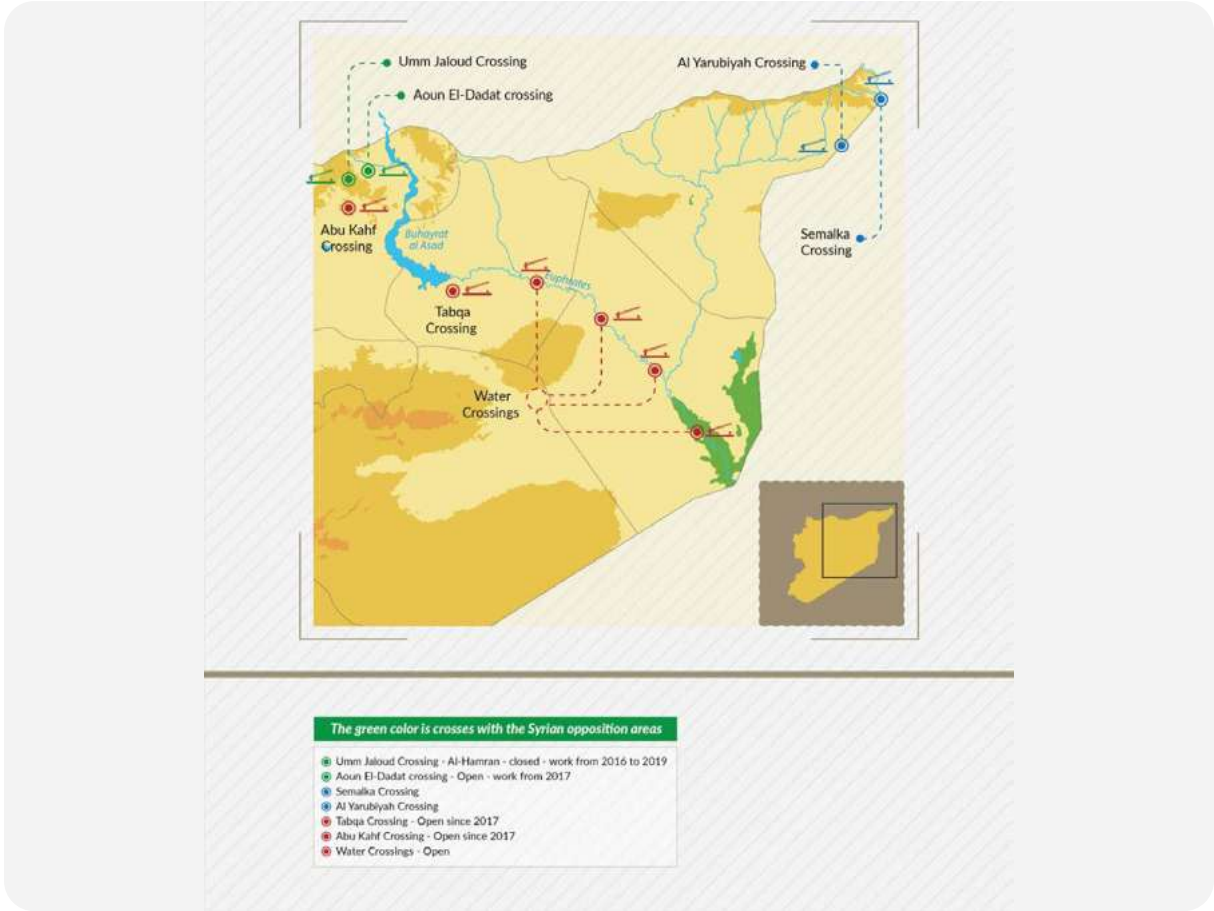 Umm Jaloud Crossing
Al Yarubiyah Crossing
Aoun El-Dadat crossing
Abu Kahf
Crossing
Buhayrat
al Asad
Semalka
Crossing
Euphrates
Tabqa
Crossing
Water
Crossings
The green color is crosses with the Syrian opposition areas
Umm Jaloud Crossing - Al-Hamran - closed - work from 2016 to 2019
Aoun El-Dadat crossing - Open - work from 2017
Semalka Crossing
Al Yarubiyah Crossing
Tabqa Crossing - Open since 2017
Abu Kahf Crossing - Open since 2017
Water Crossings - Open